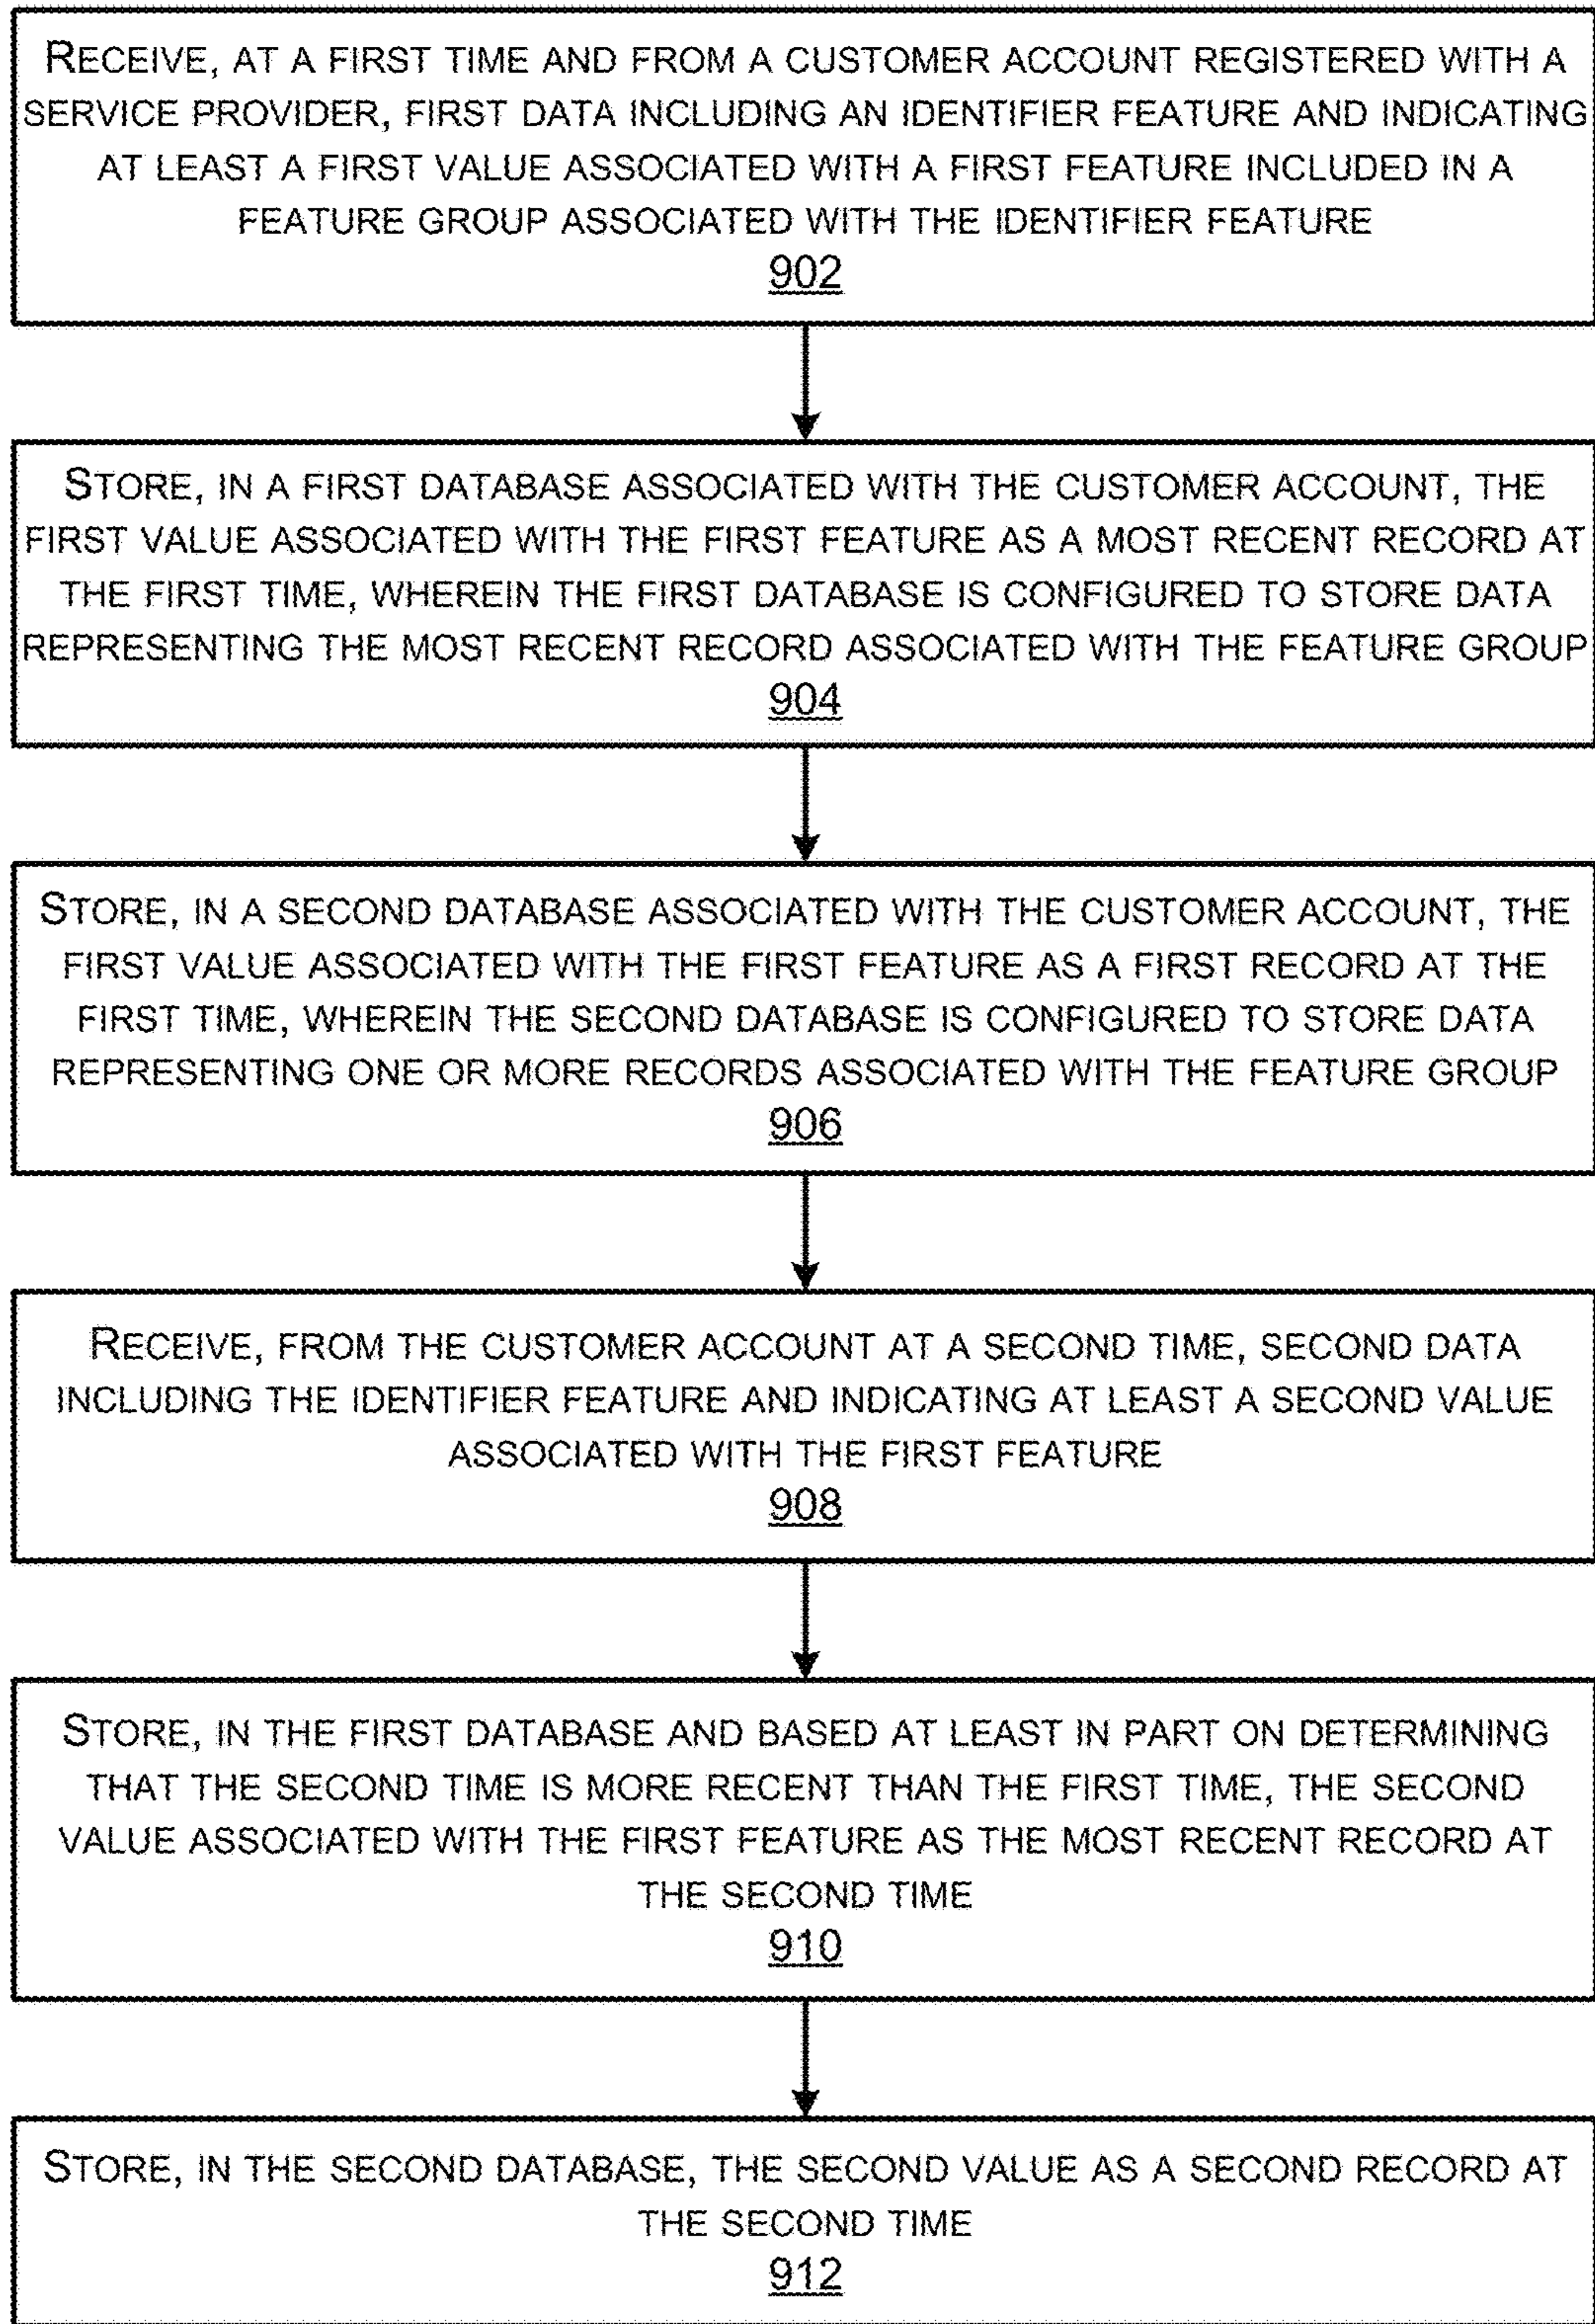 RECEIVE, AT A FIRST TIME AND FROM A CUSTOMER ACCOUNT REGISTERED WITH A
SERVICE PROVIDER, FIRST DATA INCLUDING AN IDENTIFIER FEATURE AND INDICATING
AT LEAST A FIRST VALUE ASSOCIATED WITH A FIRST FEATURE INCLUDED IN A
FEATURE GROUP ASSOCIATED WITH THE IDENTIFIER FEATURE
902
STORE, IN A FIRST DATABASE ASSOCIATED WITH THE CUSTOMER ACCOUNT, THE
FIRST VALUE ASSOCIATED WITH THE FIRST FEATURE AS A MOST RECENT RECORD AT
THE FIRST TIME, WHEREIN THE FIRST DATABASE IS CONFIGURED TO STORE DATA
REPRESENTING THE MOST RECENT RECORD ASSOCIATED WITH THE FEATURE GROUP
904
STORE, IN A SECOND DATABASE ASSOCIATED WITH THE CUSTOMER ACCOUNT, THE
FIRST VALUE ASSOCIATED WITH THE FIRST FEATURE AS A FIRST RECORD AT THE
FIRST TIME, WHEREIN THE SECOND DATABASE IS CONFIGURED TO STORE DATA
REPRESENTING ONE OR MORE RECORDS ASSOCIATED WITH THE FEATURE GROUP
906
RECEIVE, FROM THE CUSTOMER ACCOUNT AT A SECOND TIME, SECOND DATA
INCLUDING THE IDENTIFIER FEATURE AND INDICATING AT LEAST A SECOND VALUE
ASSOCIATED WITH THE FIRST FEATURE
908
STORE, IN THE FIRST DATABASE AND BASED AT LEAST IN PART ON DETERMINING
THAT THE SECOND TIME IS MORE RECENT THAN THE FIRST TIME, THE SECOND
VALUE ASSOCIATED WITH THE FIRST FEATURE AS THE MOST RECENT RECORD AT
THE SECOND TIME
910
STORE, IN THE SECOND DATABASE, THE SECOND VALUE AS A SECOND RECORD AT
THE SECOND TIME
912